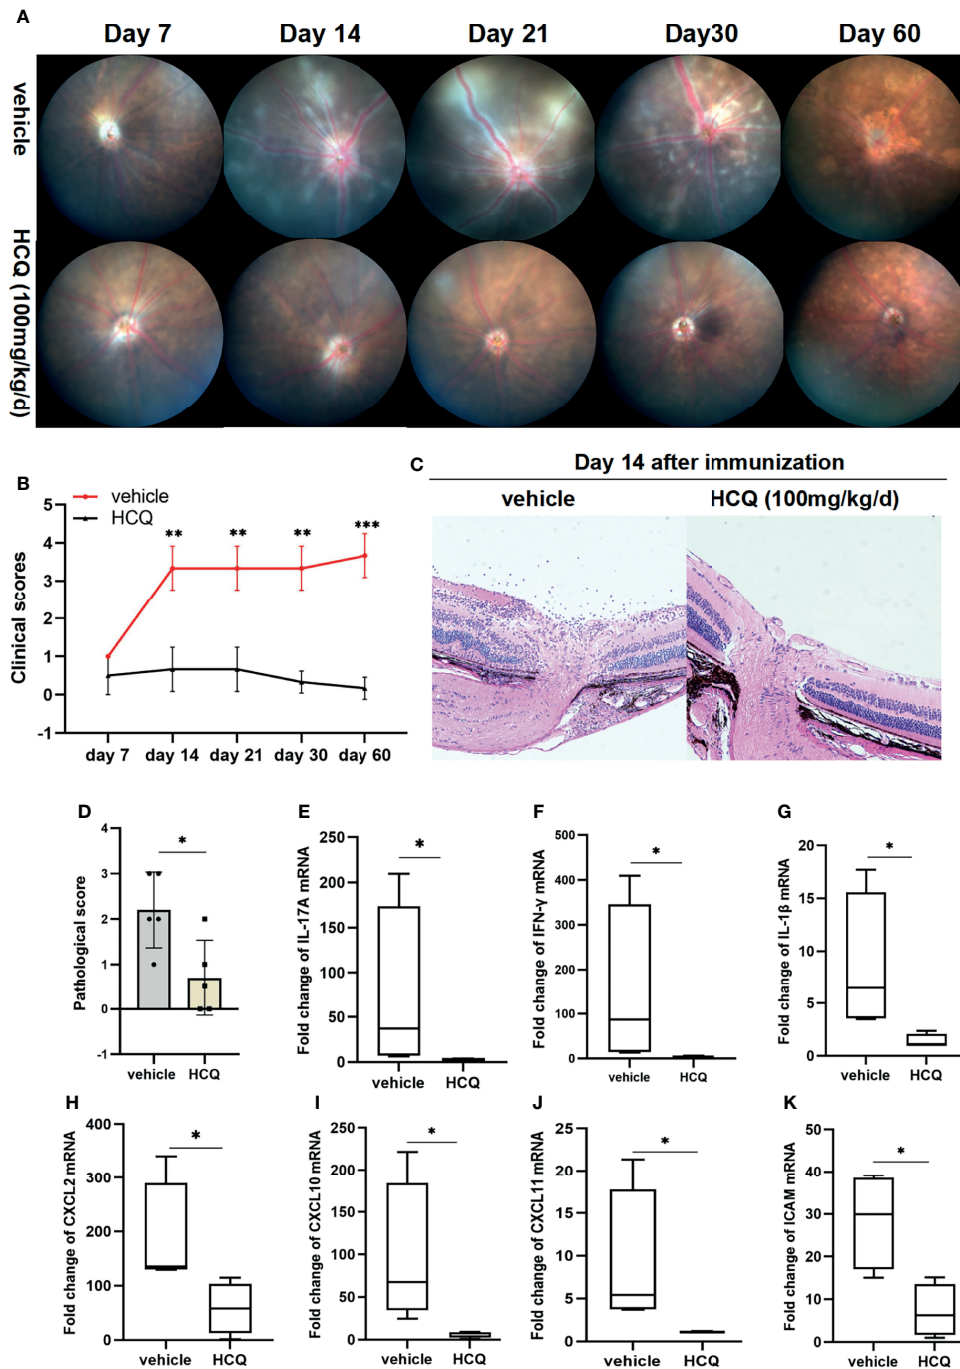 A
Day 7 Day 14 Day 21 Day30 Day 60
vehicle
HCQ (100mg/kg/d)
B
vehicle
HCQ
Clinical scores
5
4
3
2
1
0
-1
** ** ** ***
day 7 day 14 day 21 day 30 day 60
C
Day 14 after immunization
vehicle HCQ (100mg/kg/d)
D
Pathological score
4
3
2
1
0
-1
*
vehicle HCQ
E
Fold change of IL-17A mRNA
250
200
150
100
50
0
*
vehicle HCQ
F
Fold change of IFN-γ mRNA
500
400
300
200
100
0
*
vehicle HCQ
G
Fold change of IL-1β mRNA
20
15
10
5
0
*
vehicle HCQ
H
Fold change of CXCL2 mRNA
400
300
200
100
0
*
vehicle HCQ
I
Fold change of CXCL10 mRNA
250
200
150
100
50
0
*
vehicle HCQ
J
Fold change of CXCL11 mRNA
25
20
15
10
5
0
*
vehicle HCQ
K
Fold change of ICAM mRNA
50
40
30
20
10
0
*
vehicle HCQ